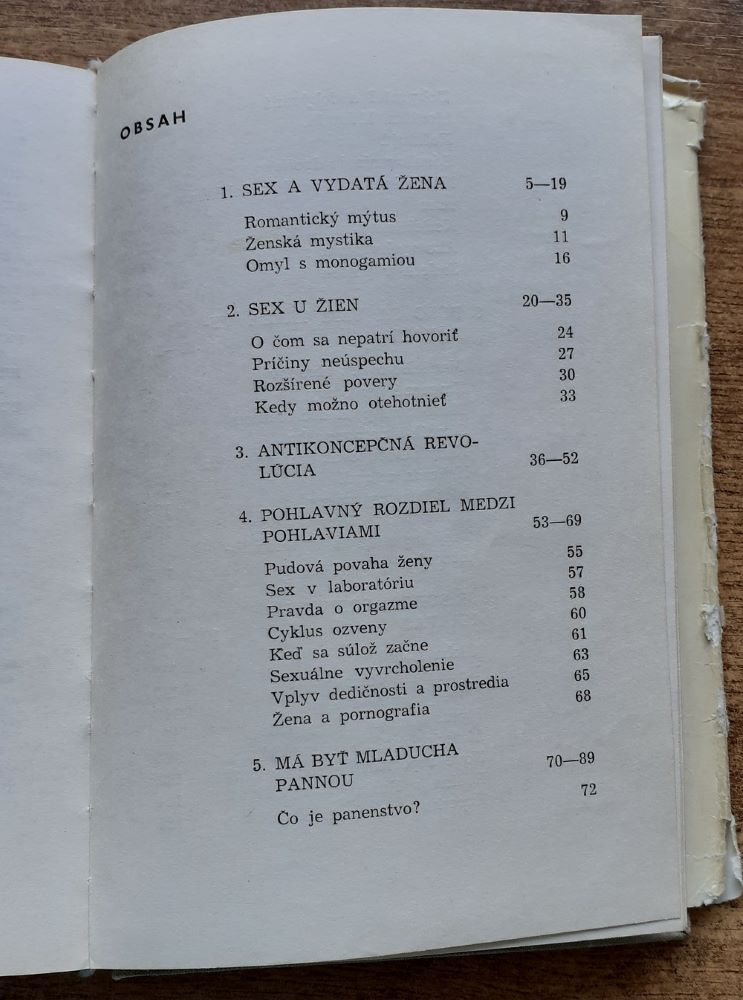 OBSAH
1. SEX A VYDATÁ ŽENA 5—19
Romantický mýtus 9
Ženská mystika 11
Omyl s monogamiou 16
2. SEX U ŽIEN 20—35
O čom sa nepatrí hovoriť 24
Príčiny neúspechu 27
Rozšírené povery 30
Kedy možno otehotnieť 33
3. ANTIKONCEPČNÁ REVO-
LÚCIA 36—52
4. POHLAVNÝ ROZDIEL MEDZI
POHLAVIAMI 53—69
Pudová povaha ženy 55
Sex v laboratóriu 57
Pravda o orgazme 58
Cyklus ozveny 60
Keď sa súlož začne 61
Sexuálne vyvrcholenie 63
Vplyv dedičnosti a prostredia 65
Žena a pornografia 68
5. MÁ BYŤ MLADUCHA
PANNOU 70—89
Čo je panenstvo? 72